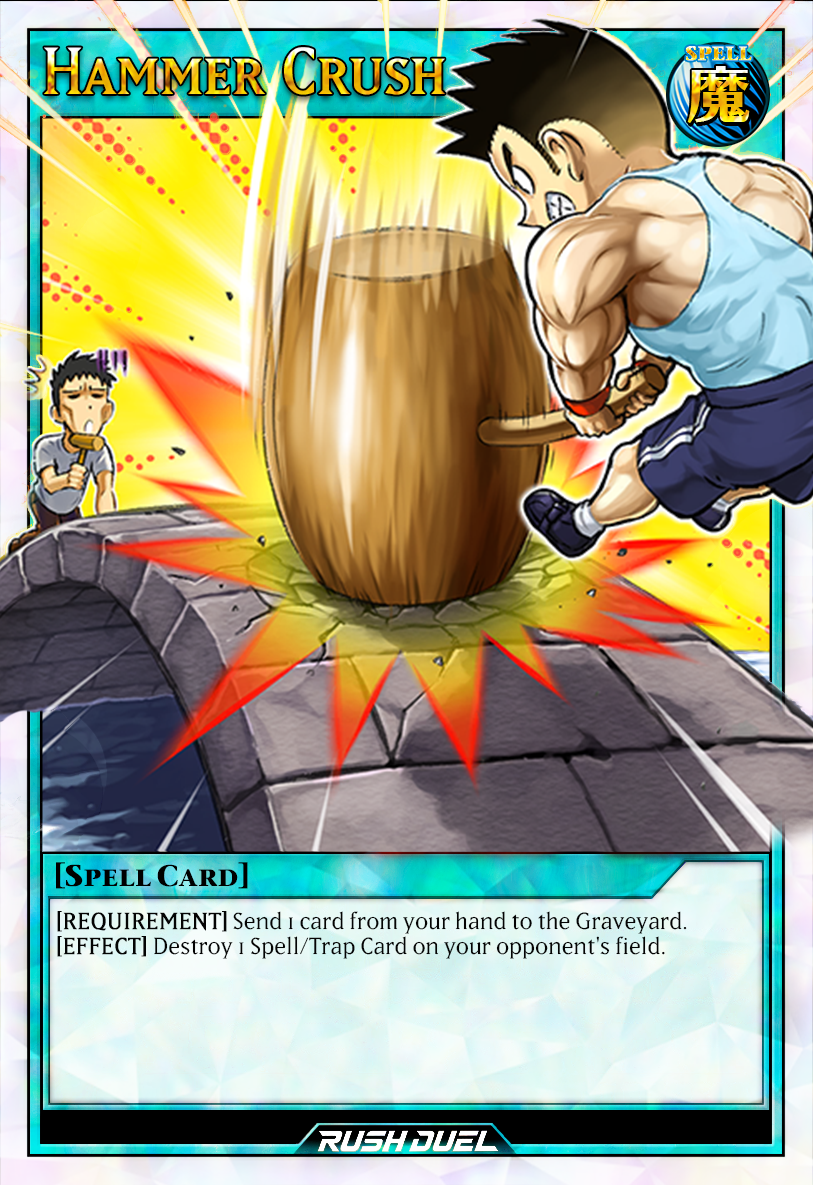 HAMMER CRUSH
SPELL
魔
!!!
[SPELL CARD]
[REQUIREMENT] Send 1 card from your hand to the Graveyard.
[EFFECT] Destroy 1 Spell/Trap Card on your opponent's field.
RUSH DUEL